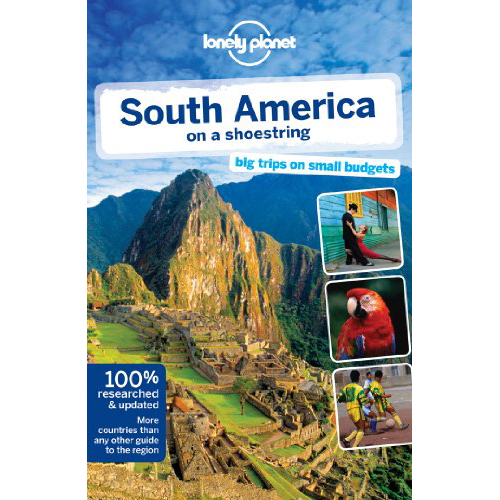 lonely planet
South America
on a shoestring
big trips on small budgets
100%
researched
& updated
More
countries than
any other guide
to the region